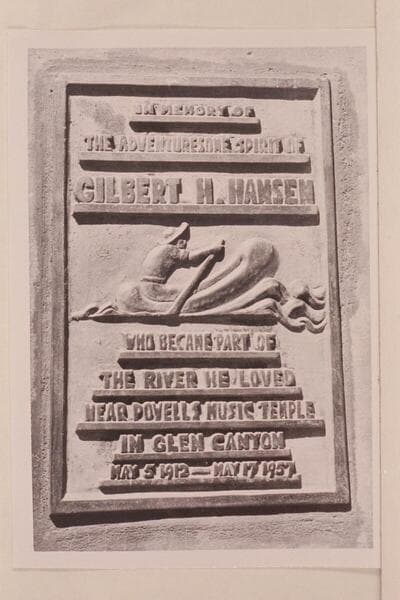 IN MEMORY OF
THE ADVENTURESOME SPIRIT OF
GILBERT H. HANSEN
WHO BECAME PART OF
THE RIVER HE LOVED
NEAR POWELL'S MUSIC TEMPLE
IN GLEN CANYON
MAY 5 1912 — MAY 17 1957